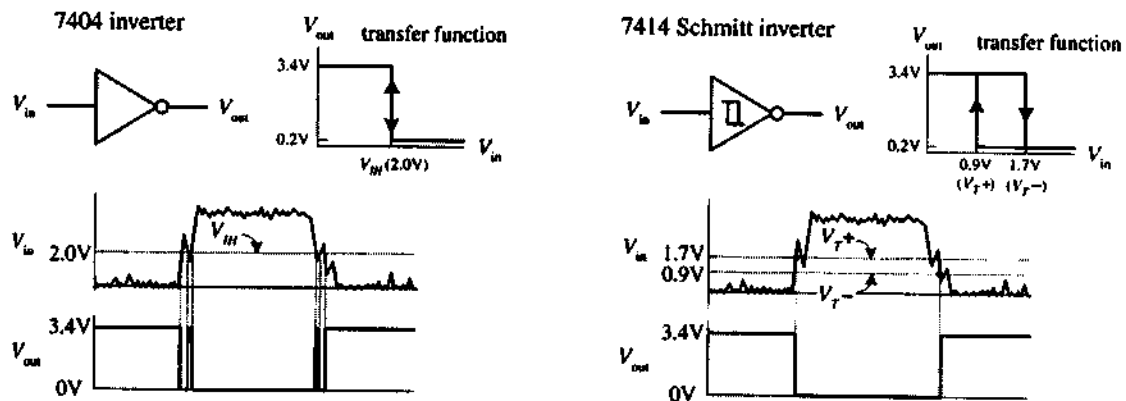 7404 inverter
V_out
transfer function
3.4V
0.2V
V_in
V_IH (2.0V)
V_in
V_out
V_in
2.0V
V_IH
3.4V
V_out
0V
7414 Schmitt inverter
V_out
transfer function
3.4V
0.2V
V_in
0.9V
1.7V
(V_T+)
(V_T−)
V_in
V_out
V_in
1.7V
0.9V
V_T+
V_T−
3.4V
V_out
0V